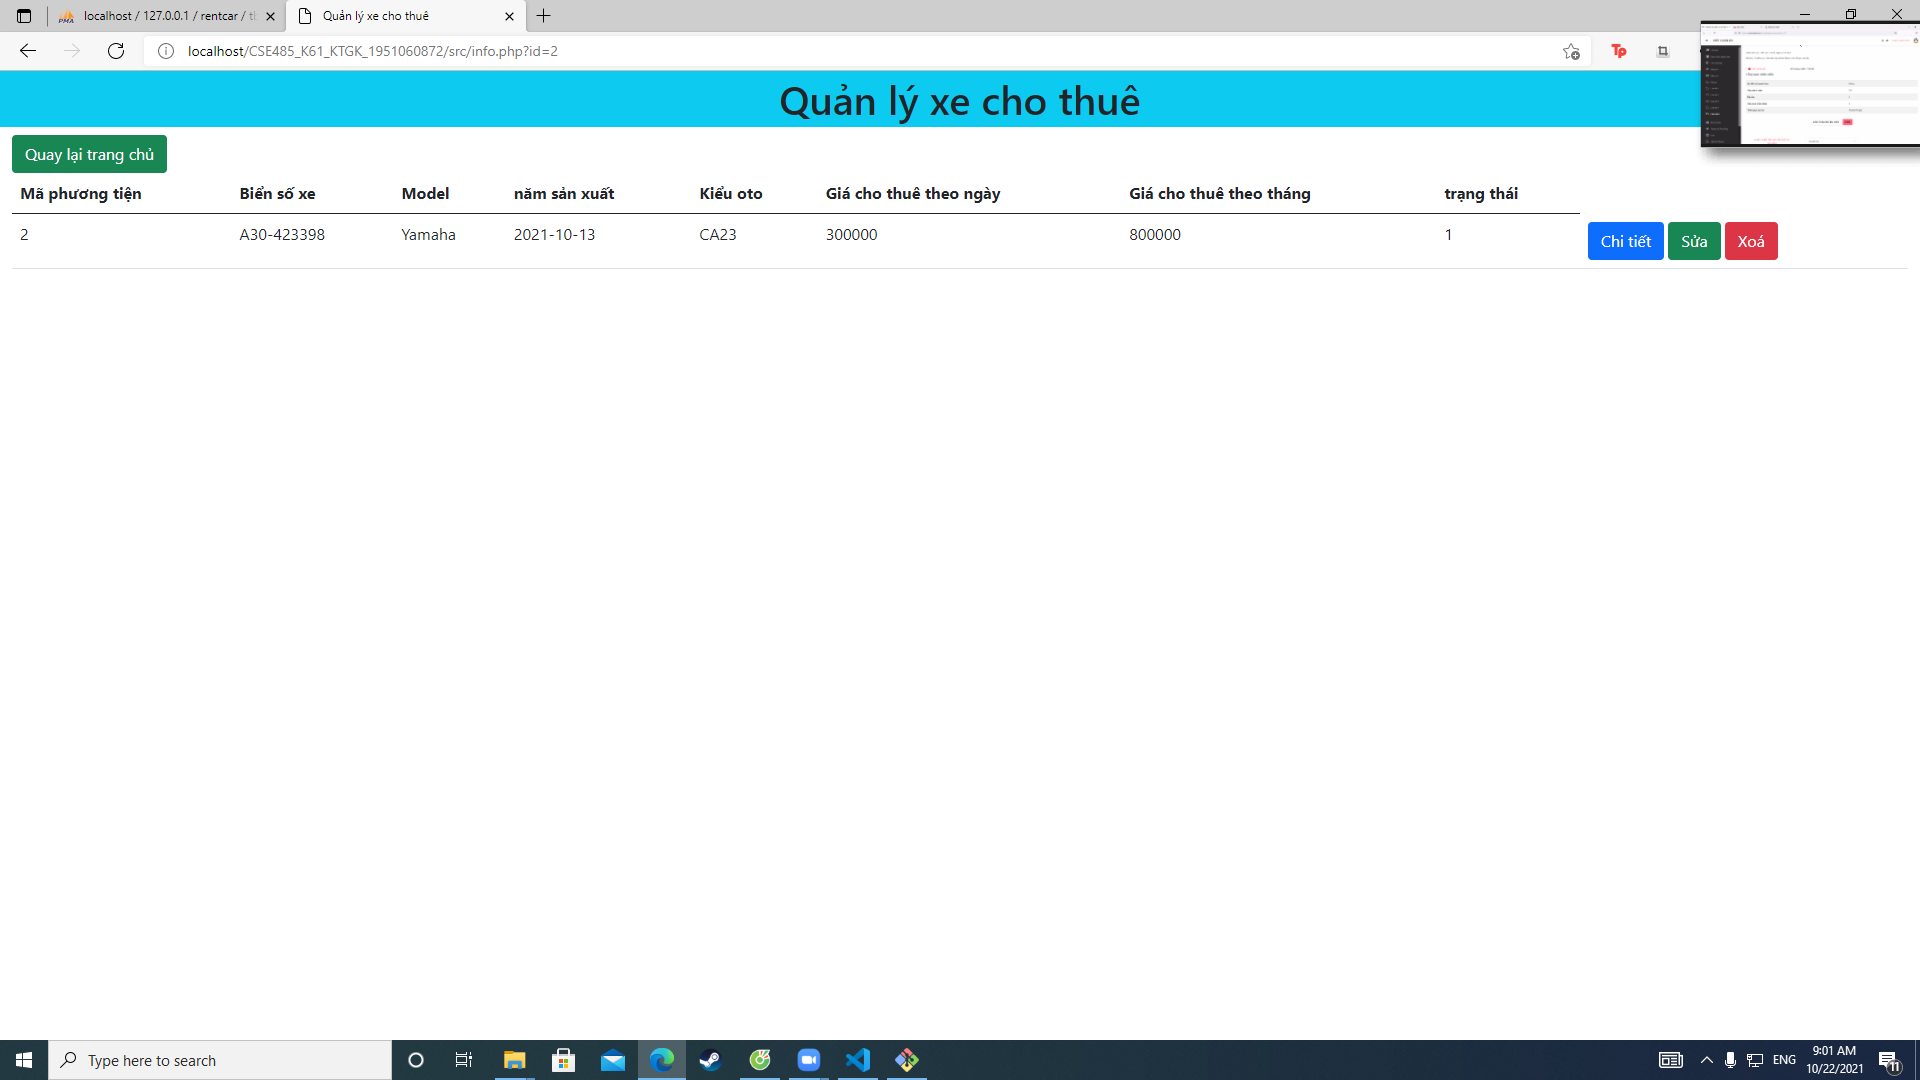 localhost / 127.0.0.1 / rentcar / tb
Quản lý xe cho thuê
localhost/CSE485_K61_KTGK_1951060872/src/info.php?id=2
Quản lý xe cho thuê
Quay lại trang chủ
Mã phương tiện Biển số xe Model năm sản xuất Kiểu oto Giá cho thuê theo ngày Giá cho thuê theo tháng trạng thái
2 A30-423398 Yamaha 2021-10-13 CA23 300000 800000 1 Chi tiết Sửa Xoá
Type here to search
ENG
9:01 AM
10/22/2021
11